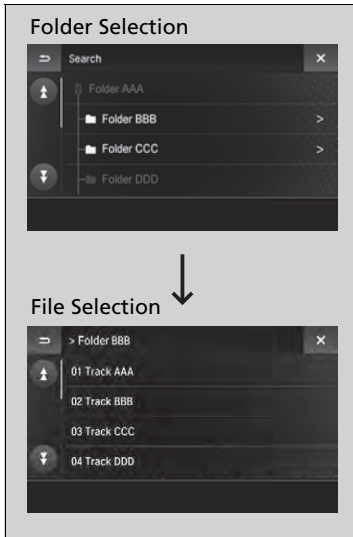 Folder Selection
Search
Folder AAA
Folder BBB >
Folder CCC >
Folder DDD
File Selection
> Folder BBB
01 Track AAA
02 Track BBB
03 Track CCC
04 Track DDD